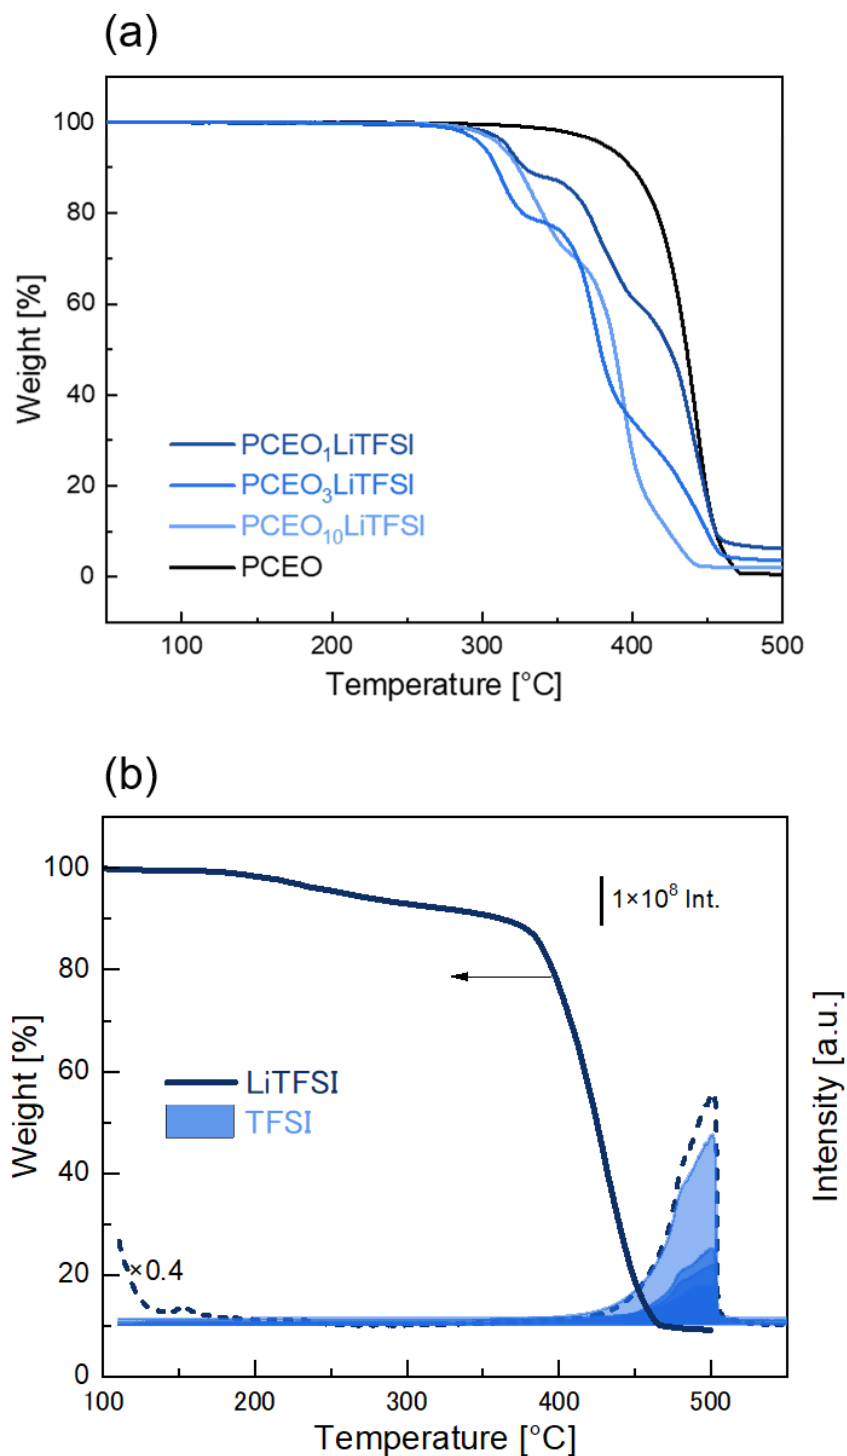 (a)
100
80
60
40
20
0
Weight [%]
PCEO₁LiTFSI
PCEO₃LiTFSI
PCEO₁₀LiTFSI
PCEO
100 200 300 400 500
Temperature [°C]
(b)
100
80
60
40
20
0
Weight [%]
1×10⁸ Int.
LiTFSI
TFSI
×0.4
Intensity [a.u.]
100 200 300 400 500
Temperature [°C]